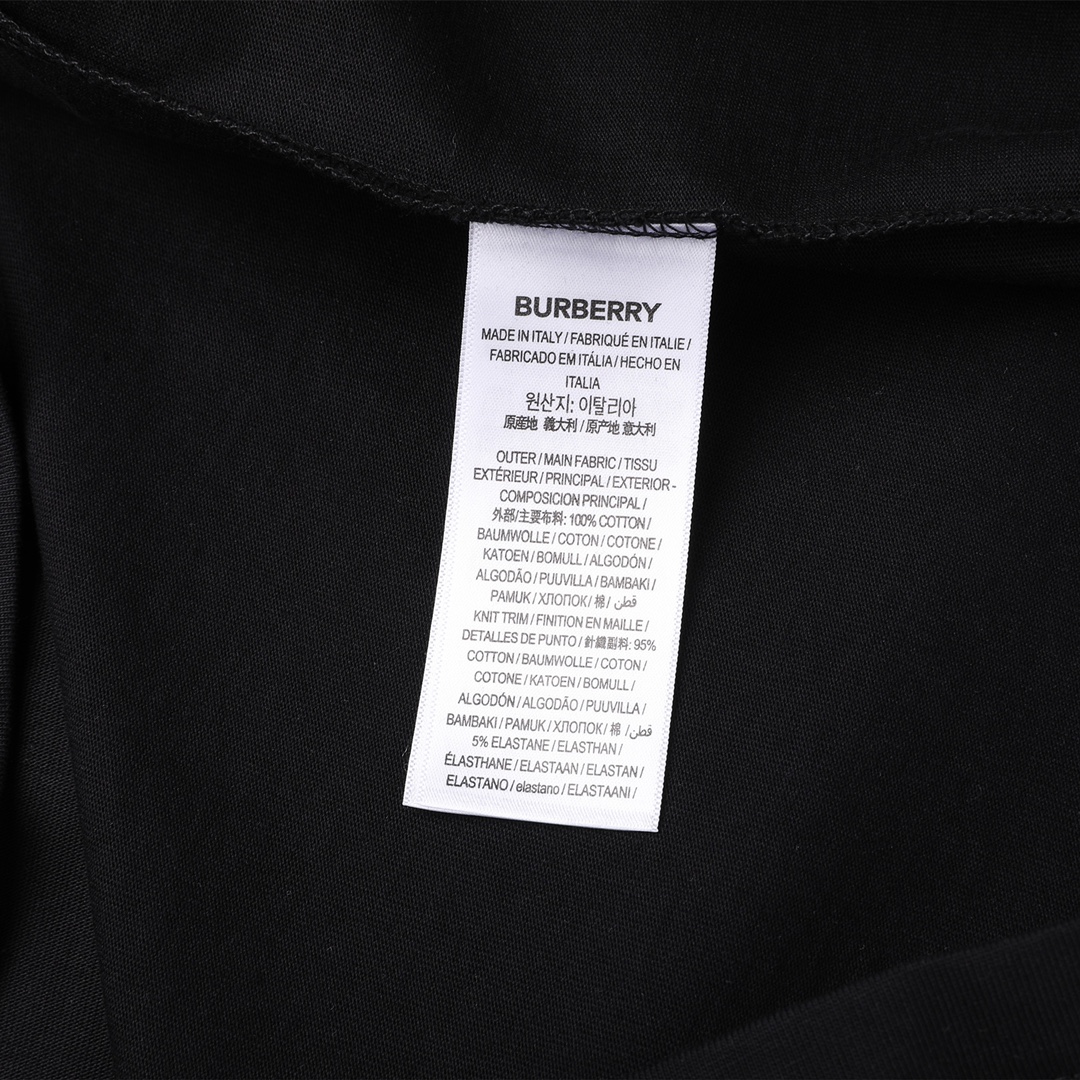 BURBERRY
MADE IN ITALY / FABRIQUÉ EN ITALIE /
FABRICADO EM ITÁLIA / HECHO EN
ITALIA
원산지: 이탈리아
原産地 義大利 / 原产地 意大利
OUTER / MAIN FABRIC / TISSU
EXTÉRIEUR / PRINCIPAL / EXTERIOR -
COMPOSICION PRINCIPAL /
外部/主要布料: 100% COTTON /
BAUMWOLLE / COTON / COTONE /
KATOEN / BOMULL / ALGODÓN /
ALGODÃO / PUUVILLA / BAMBAKI /
PAMUK / ХЛОПОК / 棉 / قطن
KNIT TRIM / FINITION EN MAILLE /
DETALLES DE PUNTO / 針織副料: 95%
COTTON / BAUMWOLLE / COTON /
COTONE / KATOEN / BOMULL /
ALGODÓN / ALGODÃO / PUUVILLA /
BAMBAKI / PAMUK / ХЛОПОК / 棉 / قطن
5% ELASTANE / ELASTHAN /
ÉLASTHANE / ELASTAAN / ELASTAN /
ELASTANO / elastano / ELASTAANI /